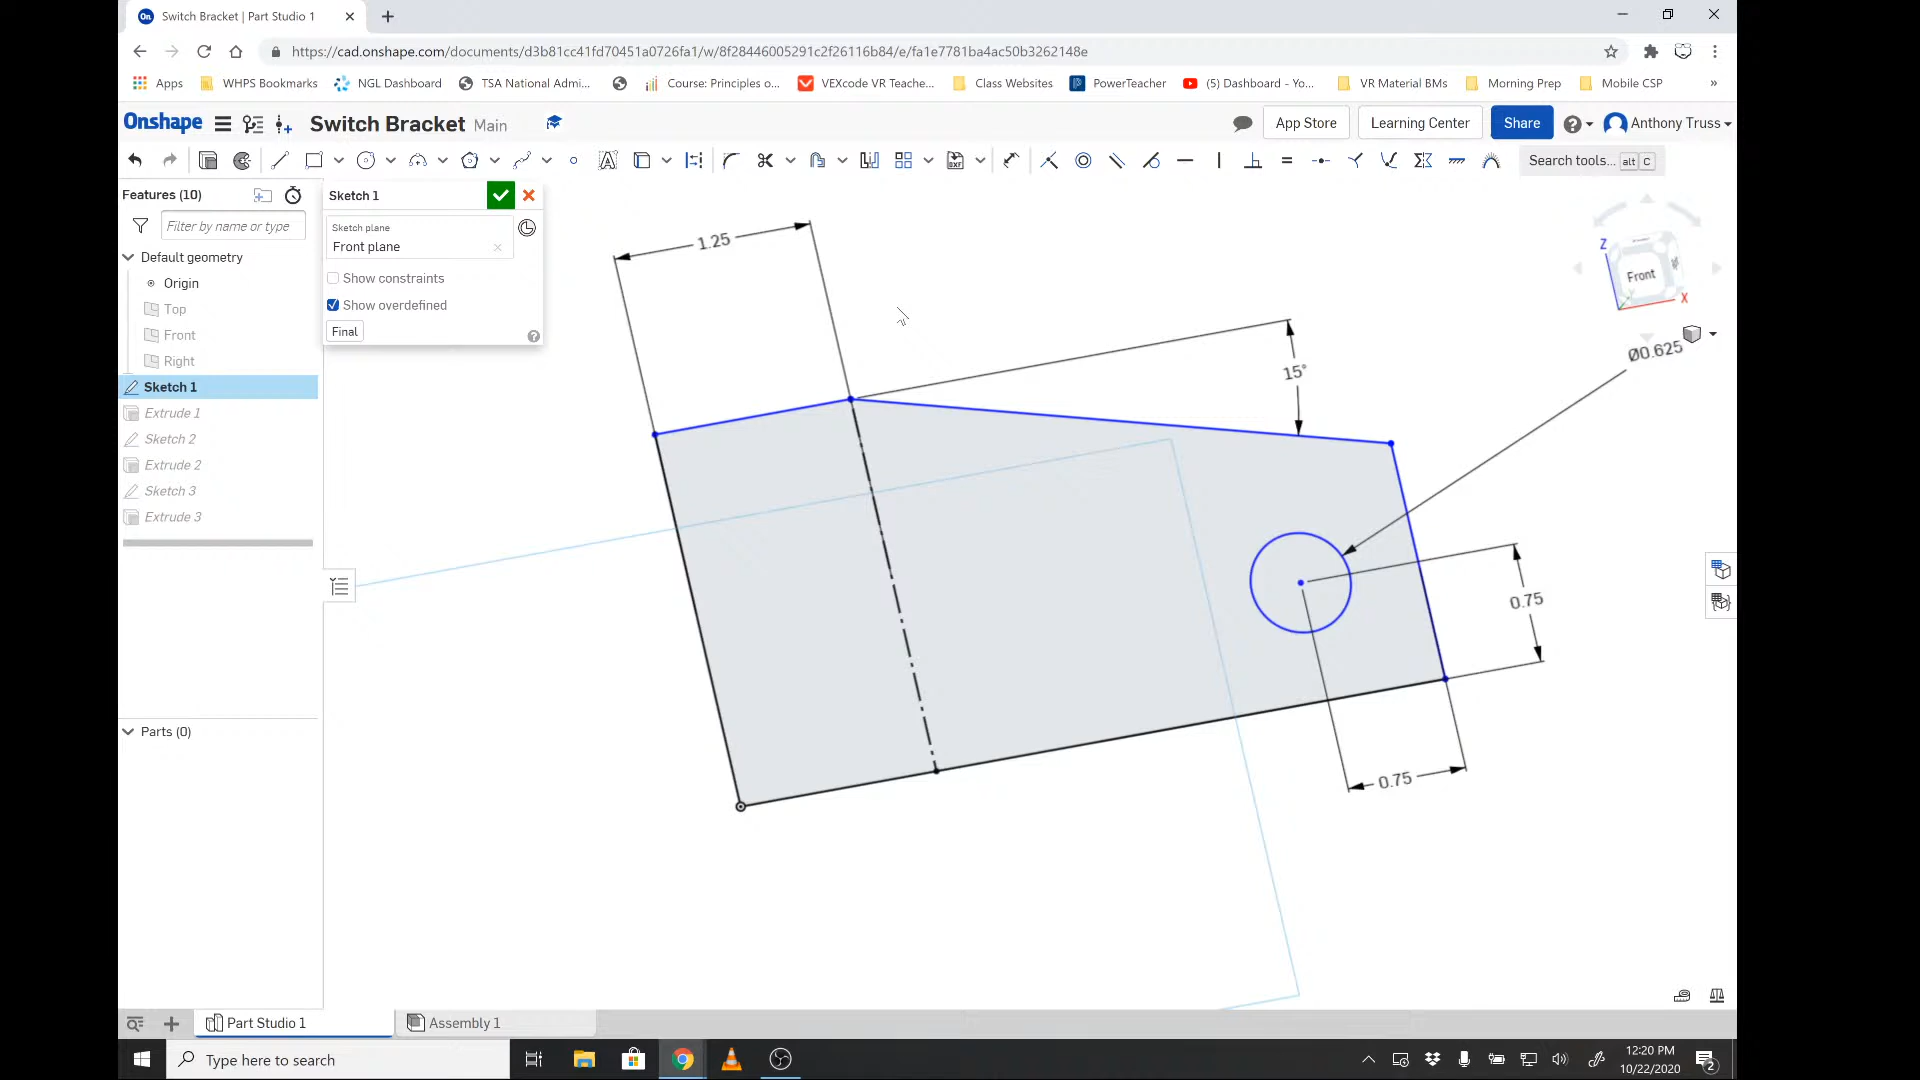 Switch Bracket | Part Studio 1
https://cad.onshape.com/documents/d3b81cc41fd70451a0726fa1/w/8f28446005291c2f26116b84/e/fa1e7781ba4ac50b3262148e
Apps WHPS Bookmarks NGL Dashboard TSA National Admi... Course: Principles o... VEXcode VR Teache... Class Websites PowerTeacher (5) Dashboard - Yo... VR Material BMs Morning Prep Mobile CSP »
Onshape Switch Bracket Main App Store Learning Center Share Anthony Truss
Search tools... alt C
Features (10)
Filter by name or type
Default geometry
Origin
Top
Front
Right
Sketch 1
Extrude 1
Sketch 2
Extrude 2
Sketch 3
Extrude 3
Parts (0)
Sketch 1
Sketch plane
Front plane
Show constraints
Show overdefined
Final
1.25
15°
Ø0.625
0.75
0.75
Z
Front
X
Part Studio 1 Assembly 1
Type here to search
12:20 PM
10/22/2020
2